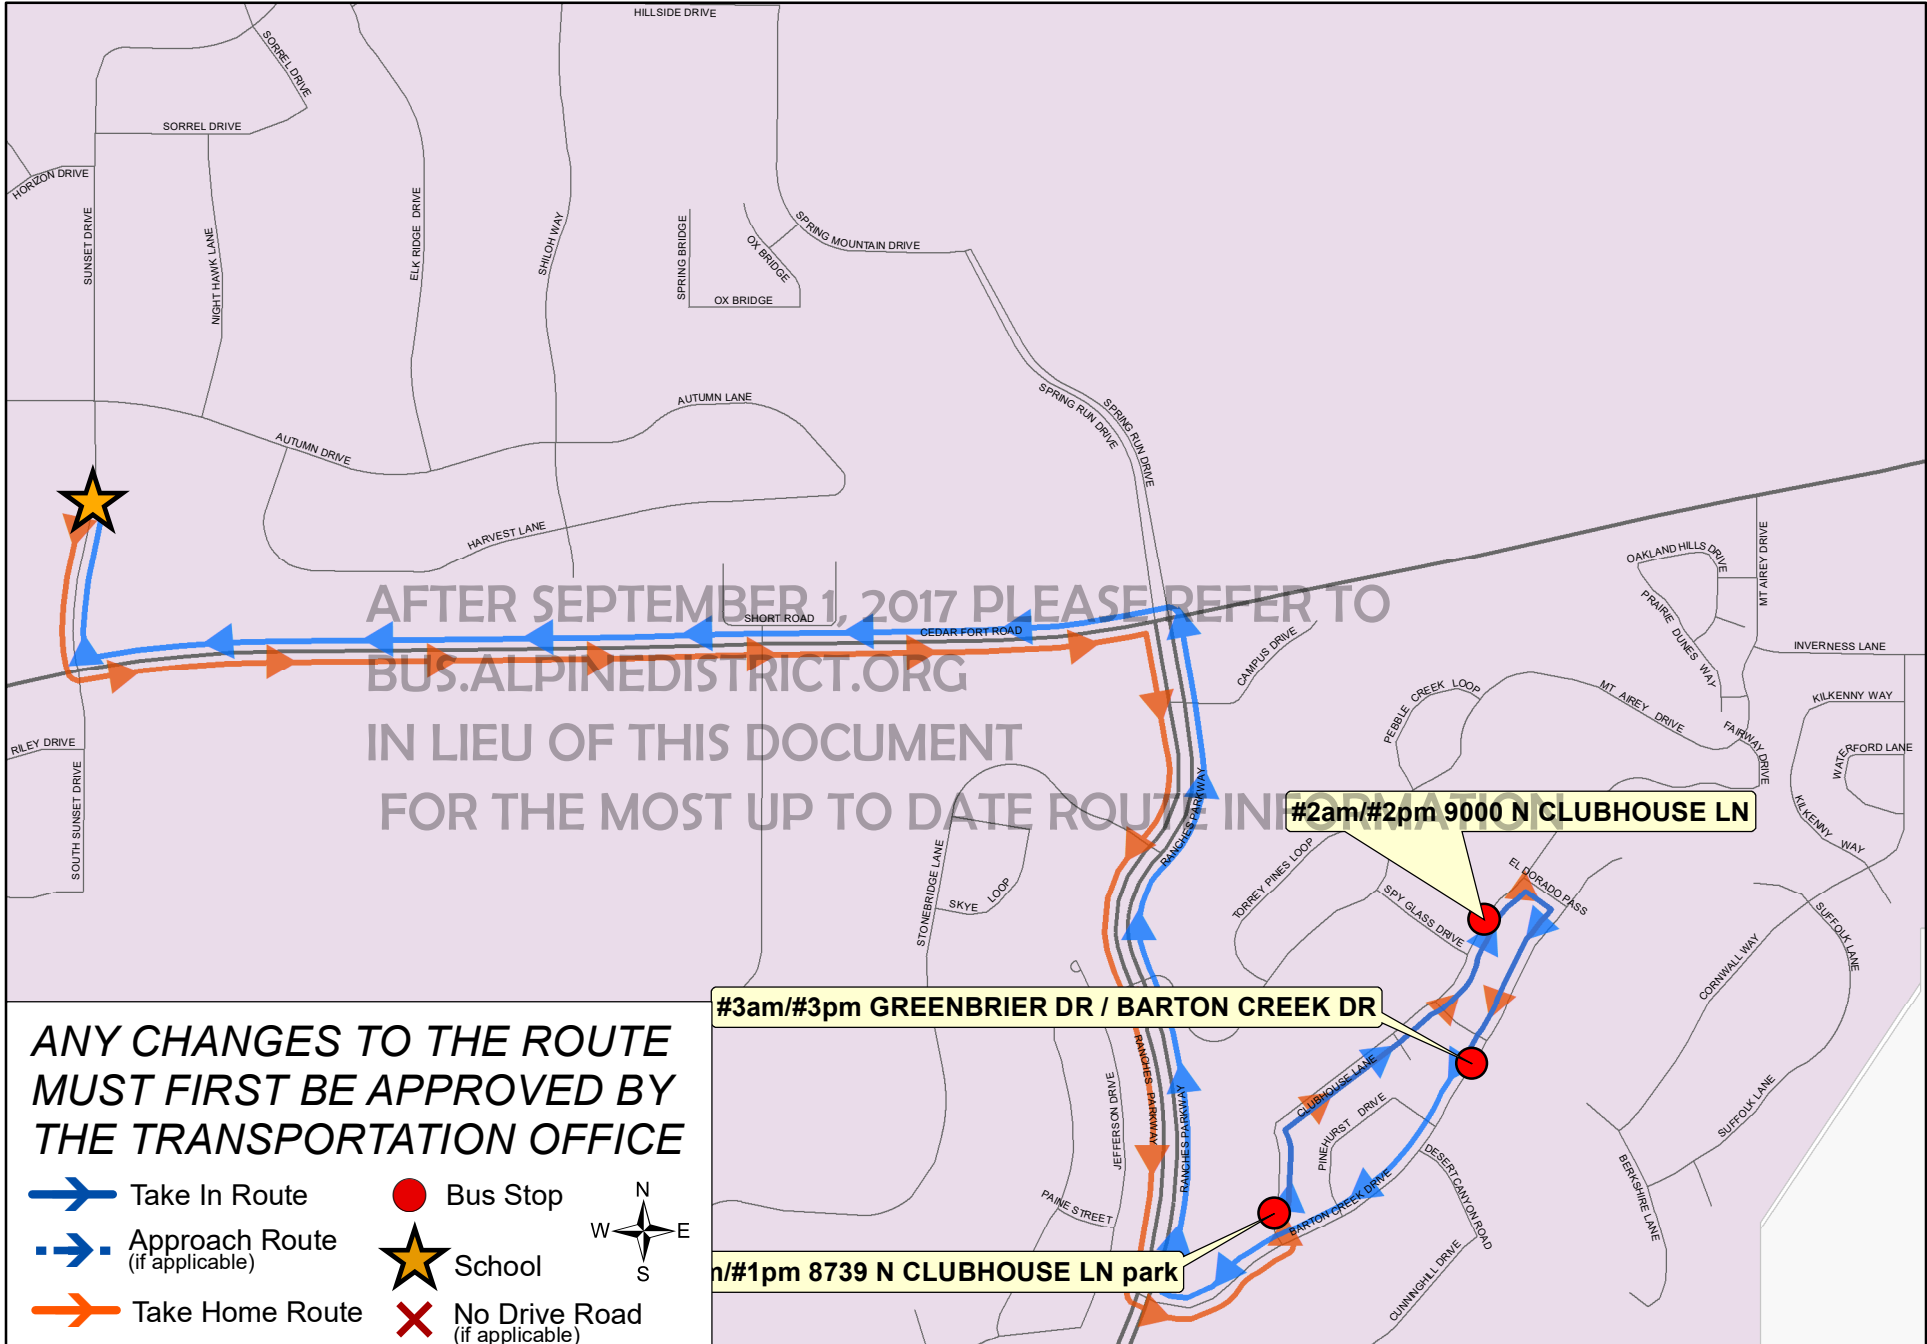 HILLSIDE DRIVE
SORREL DRIVE
SORREL DRIVE
HORIZON DRIVE
SUNSET DRIVE
NIGHT HAWK LANE
ELK RIDGE DRIVE
SHILOH WAY
SPRING BRIDGE
OX BRIDGE
OX BRIDGE
SPRING MOUNTAIN DRIVE
SPRING RUN DRIVE
SPRING RUN DRIVE
AUTUMN LANE
AUTUMN DRIVE
HARVEST LANE
SHORT ROAD
CEDAR FORT ROAD
AFTER SEPTEMBER 1, 2017 PLEASE REFER TO
BUS.ALPINEDISTRICT.ORG
IN LIEU OF THIS DOCUMENT
FOR THE MOST UP TO DATE ROUTE INFORMATION
RILEY DRIVE
SOUTH SUNSET DRIVE
CAMPUS DRIVE
OAKLAND HILLS DRIVE
MT AIREY DRIVE
PRAIRIE DUNES WAY
INVERNESS LANE
KILKENNY WAY
WATERFORD LANE
KILKENNY WAY
PEBBLE CREEK LOOP
MT AIREY DRIVE
FAIRWAY DRIVE
#2am/#2pm 9000 N CLUBHOUSE LN
RANCHES PARKWAY
STONEBRIDGE LANE
SKYE LOOP
TORREY PINES LOOP
SPY GLASS DRIVE
EL DORADO PASS
SUFFOLK LANE
CORNWALL WAY
#3am/#3pm GREENBRIER DR / BARTON CREEK DR
RANCHES PARKWAY
RANCHES PARKWAY
JEFFERSON DRIVE
PAINE STREET
CLUBHOUSE LANE
PINEHURST DRIVE
BARTON CREEK DRIVE
DESERT CANYON ROAD
CUNNINGHILL DRIVE
SUFFOLK LANE
BERKSHIRE LANE
/#1pm 8739 N CLUBHOUSE LN park
ANY CHANGES TO THE ROUTE
MUST FIRST BE APPROVED BY
THE TRANSPORTATION OFFICE
Take In Route
Bus Stop
Approach Route
(if applicable)
School
Take Home Route
No Drive Road
(if applicable)
N
W E
S